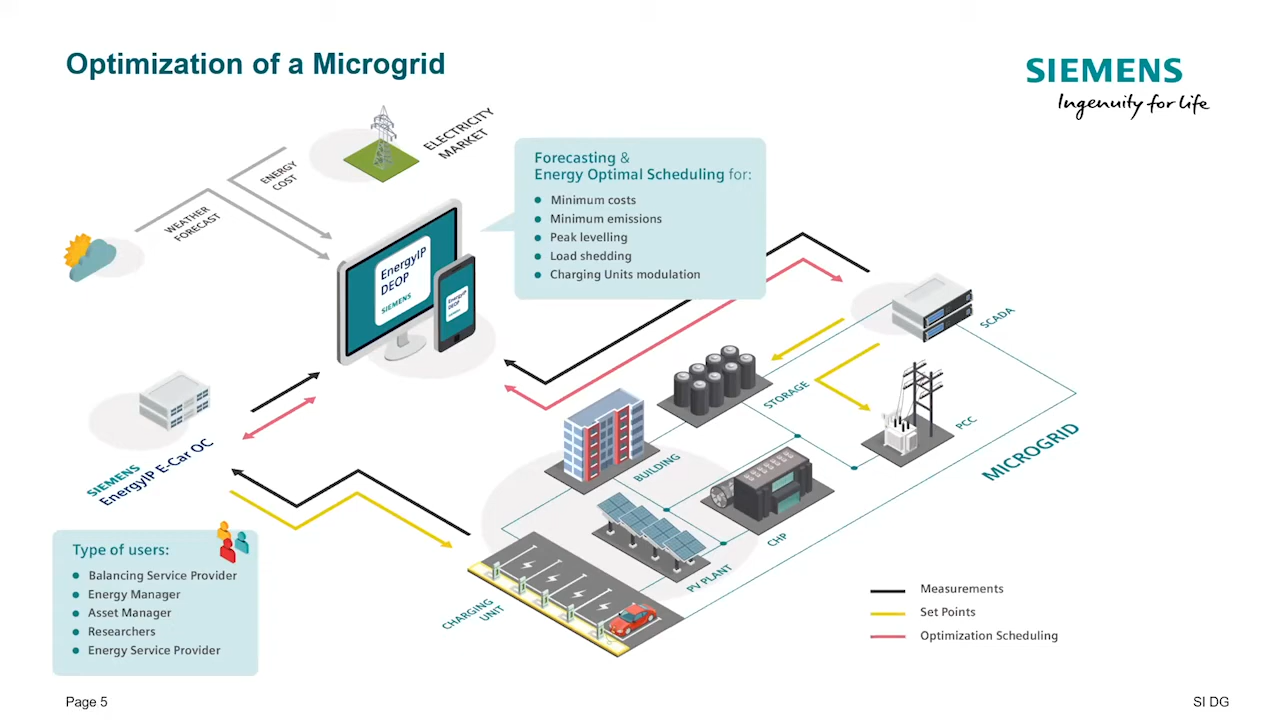 Optimization of a Microgrid
SIEMENS
Ingenuity for life
ELECTRICITY
MARKET
ENERGY
COST
WEATHER
FORECAST
Forecasting &
Energy Optimal Scheduling for:
Minimum costs
Minimum emissions
Peak levelling
Load shedding
Charging Units modulation
EnergyIP
DEOP
SIEMENS
EnergyIP
DEOP
SIEMENS
SCADA
STORAGE
PCC
MICROGRID
BUILDING
CHP
PV PLANT
CHARGING
UNIT
SIEMENS
EnergyIP E-Car OC
Type of users:
Balancing Service Provider
Energy Manager
Asset Manager
Researchers
Energy Service Provider
Measurements
Set Points
Optimization Scheduling
Page 5
SI DG